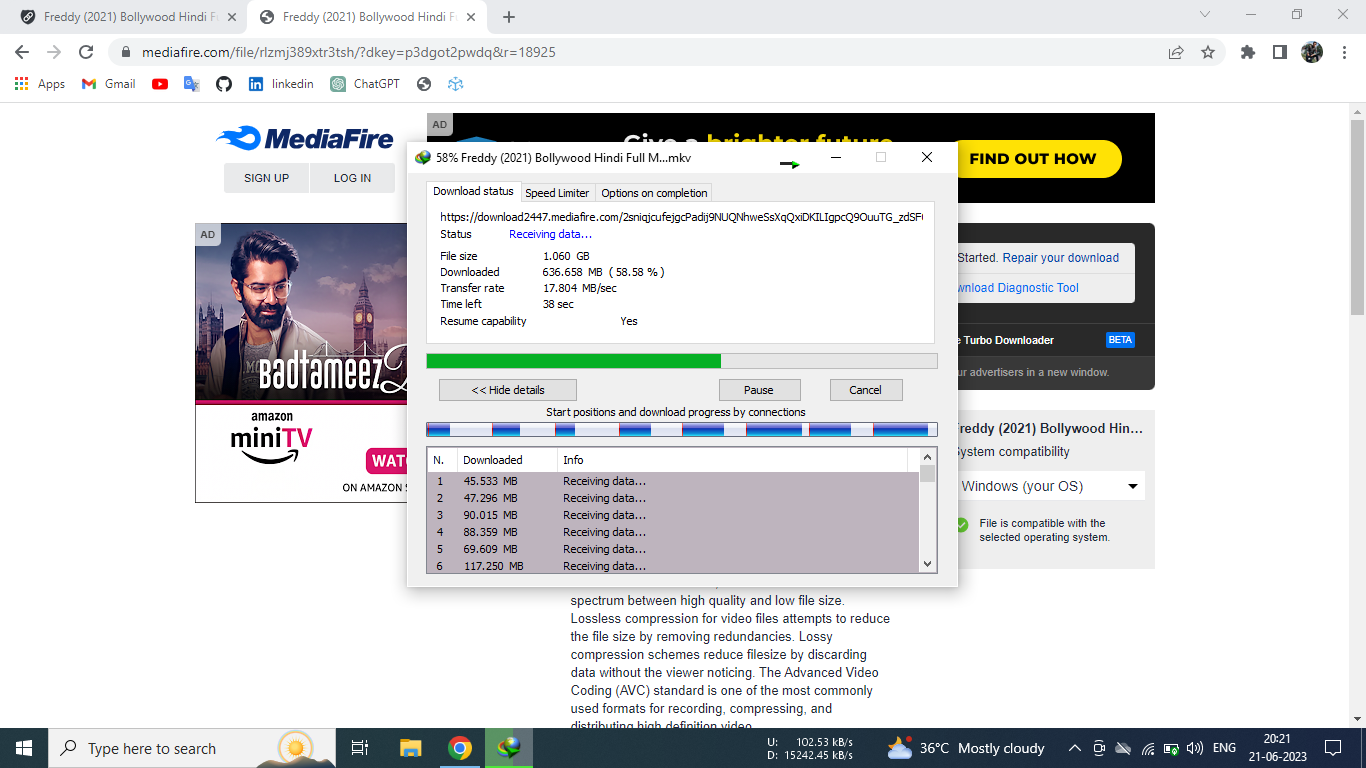 Freddy (2021) Bollywood Hindi F
Freddy (2021) Bollywood Hindi F
mediafire.com/file/rlzmj389xtr3tsh/?dkey=p3dgot2pwdq&r=18925
Apps
Gmail
linkedin
ChatGPT
MediaFire
SIGN UP
LOG IN
AD
Give a brighter future
FIND OUT HOW
AD
BADTAMEEZ
amazon
miniTV
WAT
ON AMAZON S
58% Freddy (2021) Bollywood Hindi Full M...mkv
Download status
Speed Limiter
Options on completion
https://download2447.mediafire.com/2sniqjcufejgcPadij9NUQNhweSsXqQxiDKILIgpcQ9OuuTG_zdSF
Status Receiving data...
File size 1.060 GB
Downloaded 636.658 MB ( 58.58 % )
Transfer rate 17.804 MB/sec
Time left 38 sec
Resume capability Yes
<< Hide details
Pause
Cancel
Start positions and download progress by connections
N. Downloaded Info
1 45.533 MB Receiving data...
2 47.296 MB Receiving data...
3 90.015 MB Receiving data...
4 88.359 MB Receiving data...
5 69.609 MB Receiving data...
6 117.250 MB Receiving data...
Started. Repair your download
wnload Diagnostic Tool
e Turbo Downloader
BETA
ur advertisers in a new window.
Freddy (2021) Bollywood Hin...
System compatibility
Windows (your OS)
File is compatible with the
selected operating system.
spectrum between high quality and low file size.
Lossless compression for video files attempts to reduce
the file size by removing redundancies. Lossy
compression schemes reduce filesize by discarding
data without the viewer noticing. The Advanced Video
Coding (AVC) standard is one of the most commonly
used formats for recording, compressing, and
distributing high definition video.
Type here to search
U: 102.53 kB/s
D: 15242.45 kB/s
36°C Mostly cloudy
ENG
20:21
21-06-2023